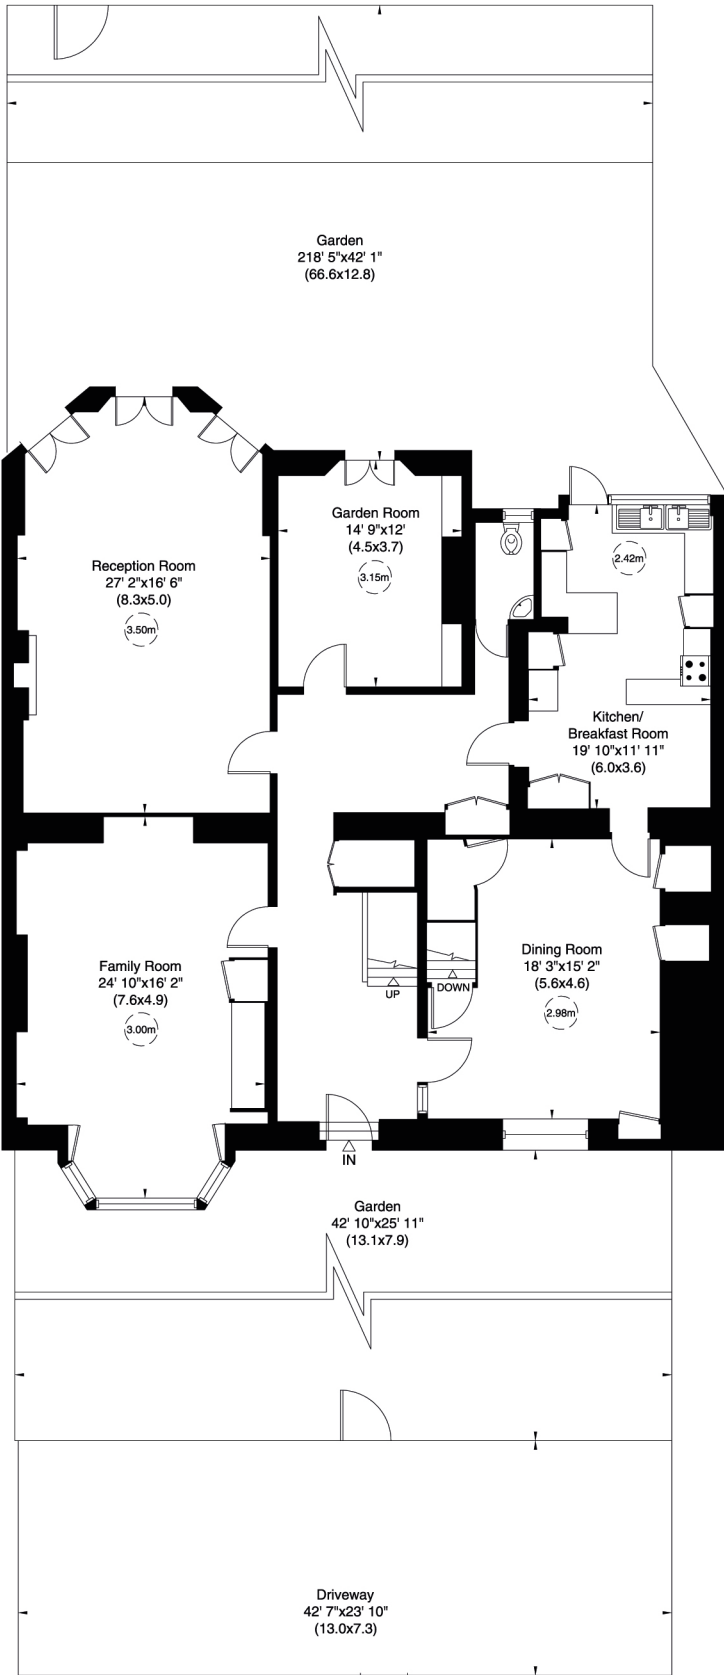 Garden
218' 5"x42' 1"
(66.6x12.8)
Garden Room
14' 9"x12'
(4.5x3.7)
3.15m
Reception Room
27' 2"x16' 6"
(8.3x5.0)
3.50m
2.42m
Kitchen/
Breakfast Room
19' 10"x11' 11"
(6.0x3.6)
Family Room
24' 10"x16' 2"
(7.6x4.9)
3.00m
UP
DOWN
Dining Room
18' 3"x15' 2"
(5.6x4.6)
2.98m
IN
Garden
42' 10"x25' 11"
(13.1x7.9)
Driveway
42' 7"x23' 10"
(13.0x7.3)